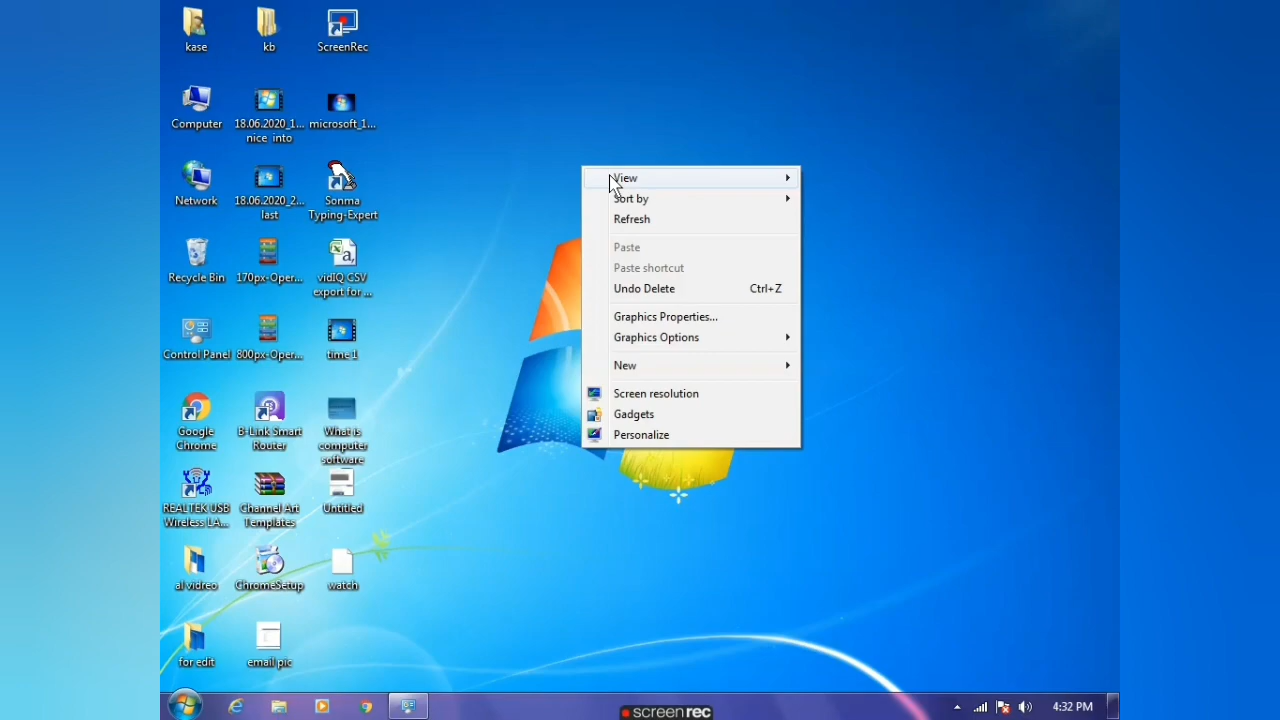 kase
kb
ScreenRec
Computer
18.06.2020_1...
nice into
microsoft_1...
Network
18.06.2020_2...
last
Sonma
Typing-Expert
Recycle Bin
170px-Oper...
vidIQ CSV
export for ...
Control Panel
800px-Oper...
time 1
Google
Chrome
B-Link Smart
Router
What is
computer
software
REALTEK USB
Wireless LA...
Channel Art
Templates
Untitled
al vidreo
ChromeSetup
watch
for edit
email pic
View
Sort by
Refresh
Paste
Paste shortcut
Undo Delete Ctrl+Z
Graphics Properties...
Graphics Options
New
Screen resolution
Gadgets
Personalize
screenrec
4:32 PM